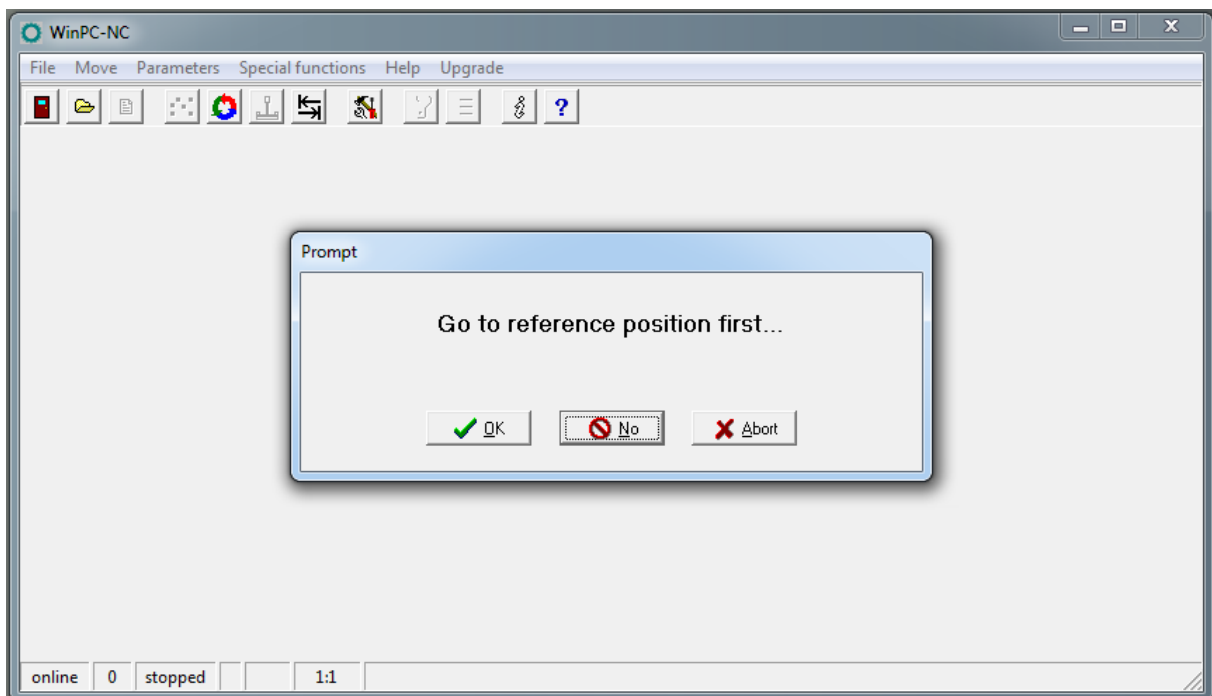 WinPC-NC
File Move Parameters Special functions Help Upgrade
?
Prompt
Go to reference position first...
OK No Abort
online 0 stopped 1:1